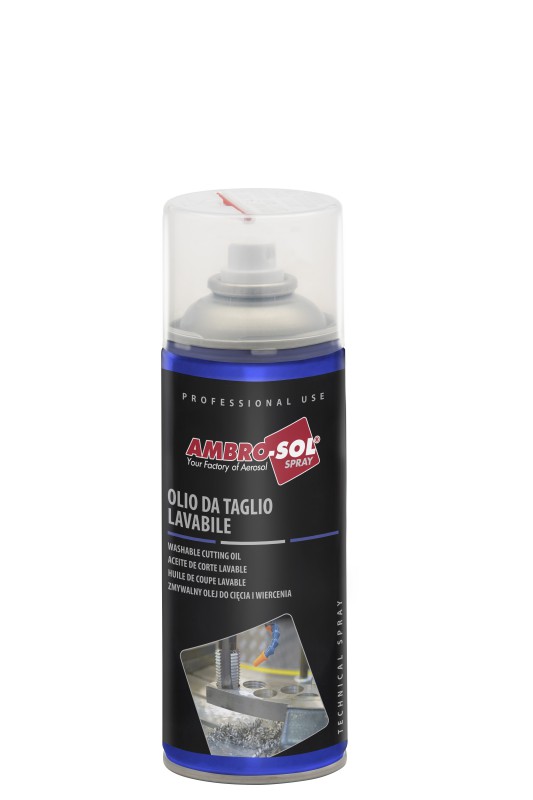 PROFESSIONAL USE
AMBRO-SOL®
Your Factory of Aerosol SPRAY
OLIO DA TAGLIO
LAVABILE
WASHABLE CUTTING OIL
ACEITE DE CORTE LAVABLE
HUILE DE COUPE LAVABLE
ZMYWALNY OLEJ DO CIĘCIA I WIERCENIA
TECHNICAL SPRAY